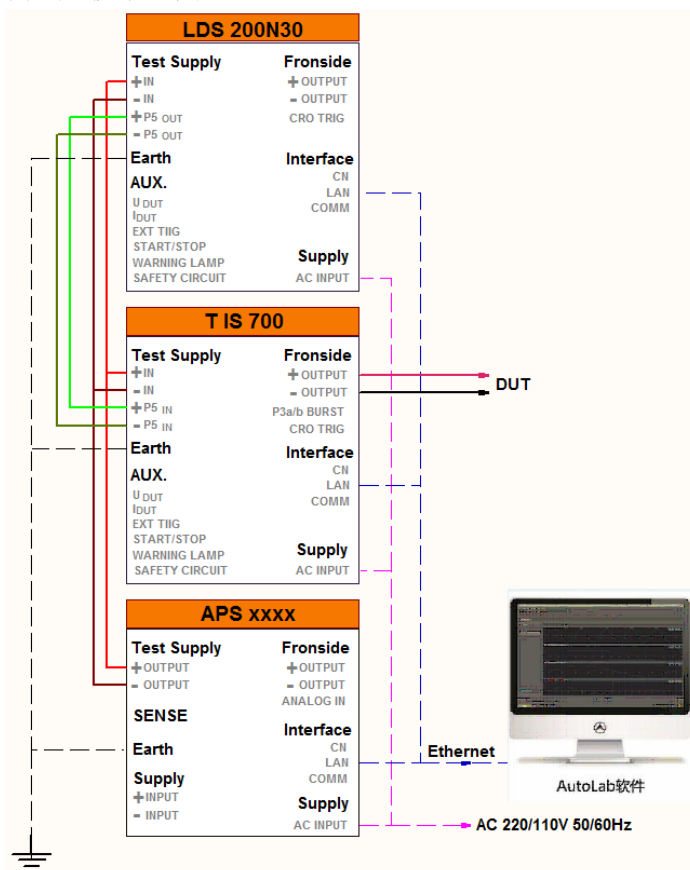 LDS 200N30
Test Supply Fronside
+IN +OUTPUT
- IN - OUTPUT
+P5 OUT CRO TRIG
- P5 OUT
Earth Interface
CN
AUX. LAN
U DUT COMM
IDUT
EXT TIIG
START/STOP
WARNING LAMP Supply
SAFETY CIRCUIT AC INPUT
T IS 700
Test Supply Fronside
+IN +OUTPUT
- IN - OUTPUT
DUT
+P5 IN P3a/b BURST
- P5 IN CRO TRIG
Earth Interface
CN
AUX. LAN
U DUT COMM
IDUT
EXT TIIG
START/STOP
WARNING LAMP Supply
SAFETY CIRCUIT AC INPUT
APS xxxx
Test Supply Fronside
+OUTPUT +OUTPUT
- OUTPUT - OUTPUT
ANALOG IN
SENSE
Interface
Earth CN
Ethernet
LAN
Supply COMM
+INPUT
- INPUT Supply
AC INPUT
AutoLab软件
AC 220/110V 50/60Hz